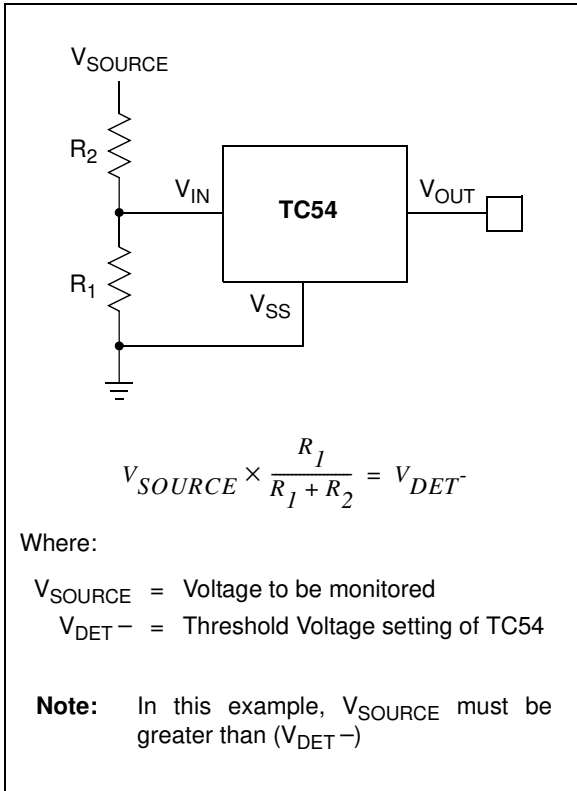 V_SOURCE
R_2
V_IN
TC54
V_OUT
R_1
V_SS
V_SOURCE × R_1 / (R_1 + R_2) = V_DET-
Where:
V_SOURCE = Voltage to be monitored
V_DET – = Threshold Voltage setting of TC54
Note: In this example, V_SOURCE must be
greater than (V_DET –)